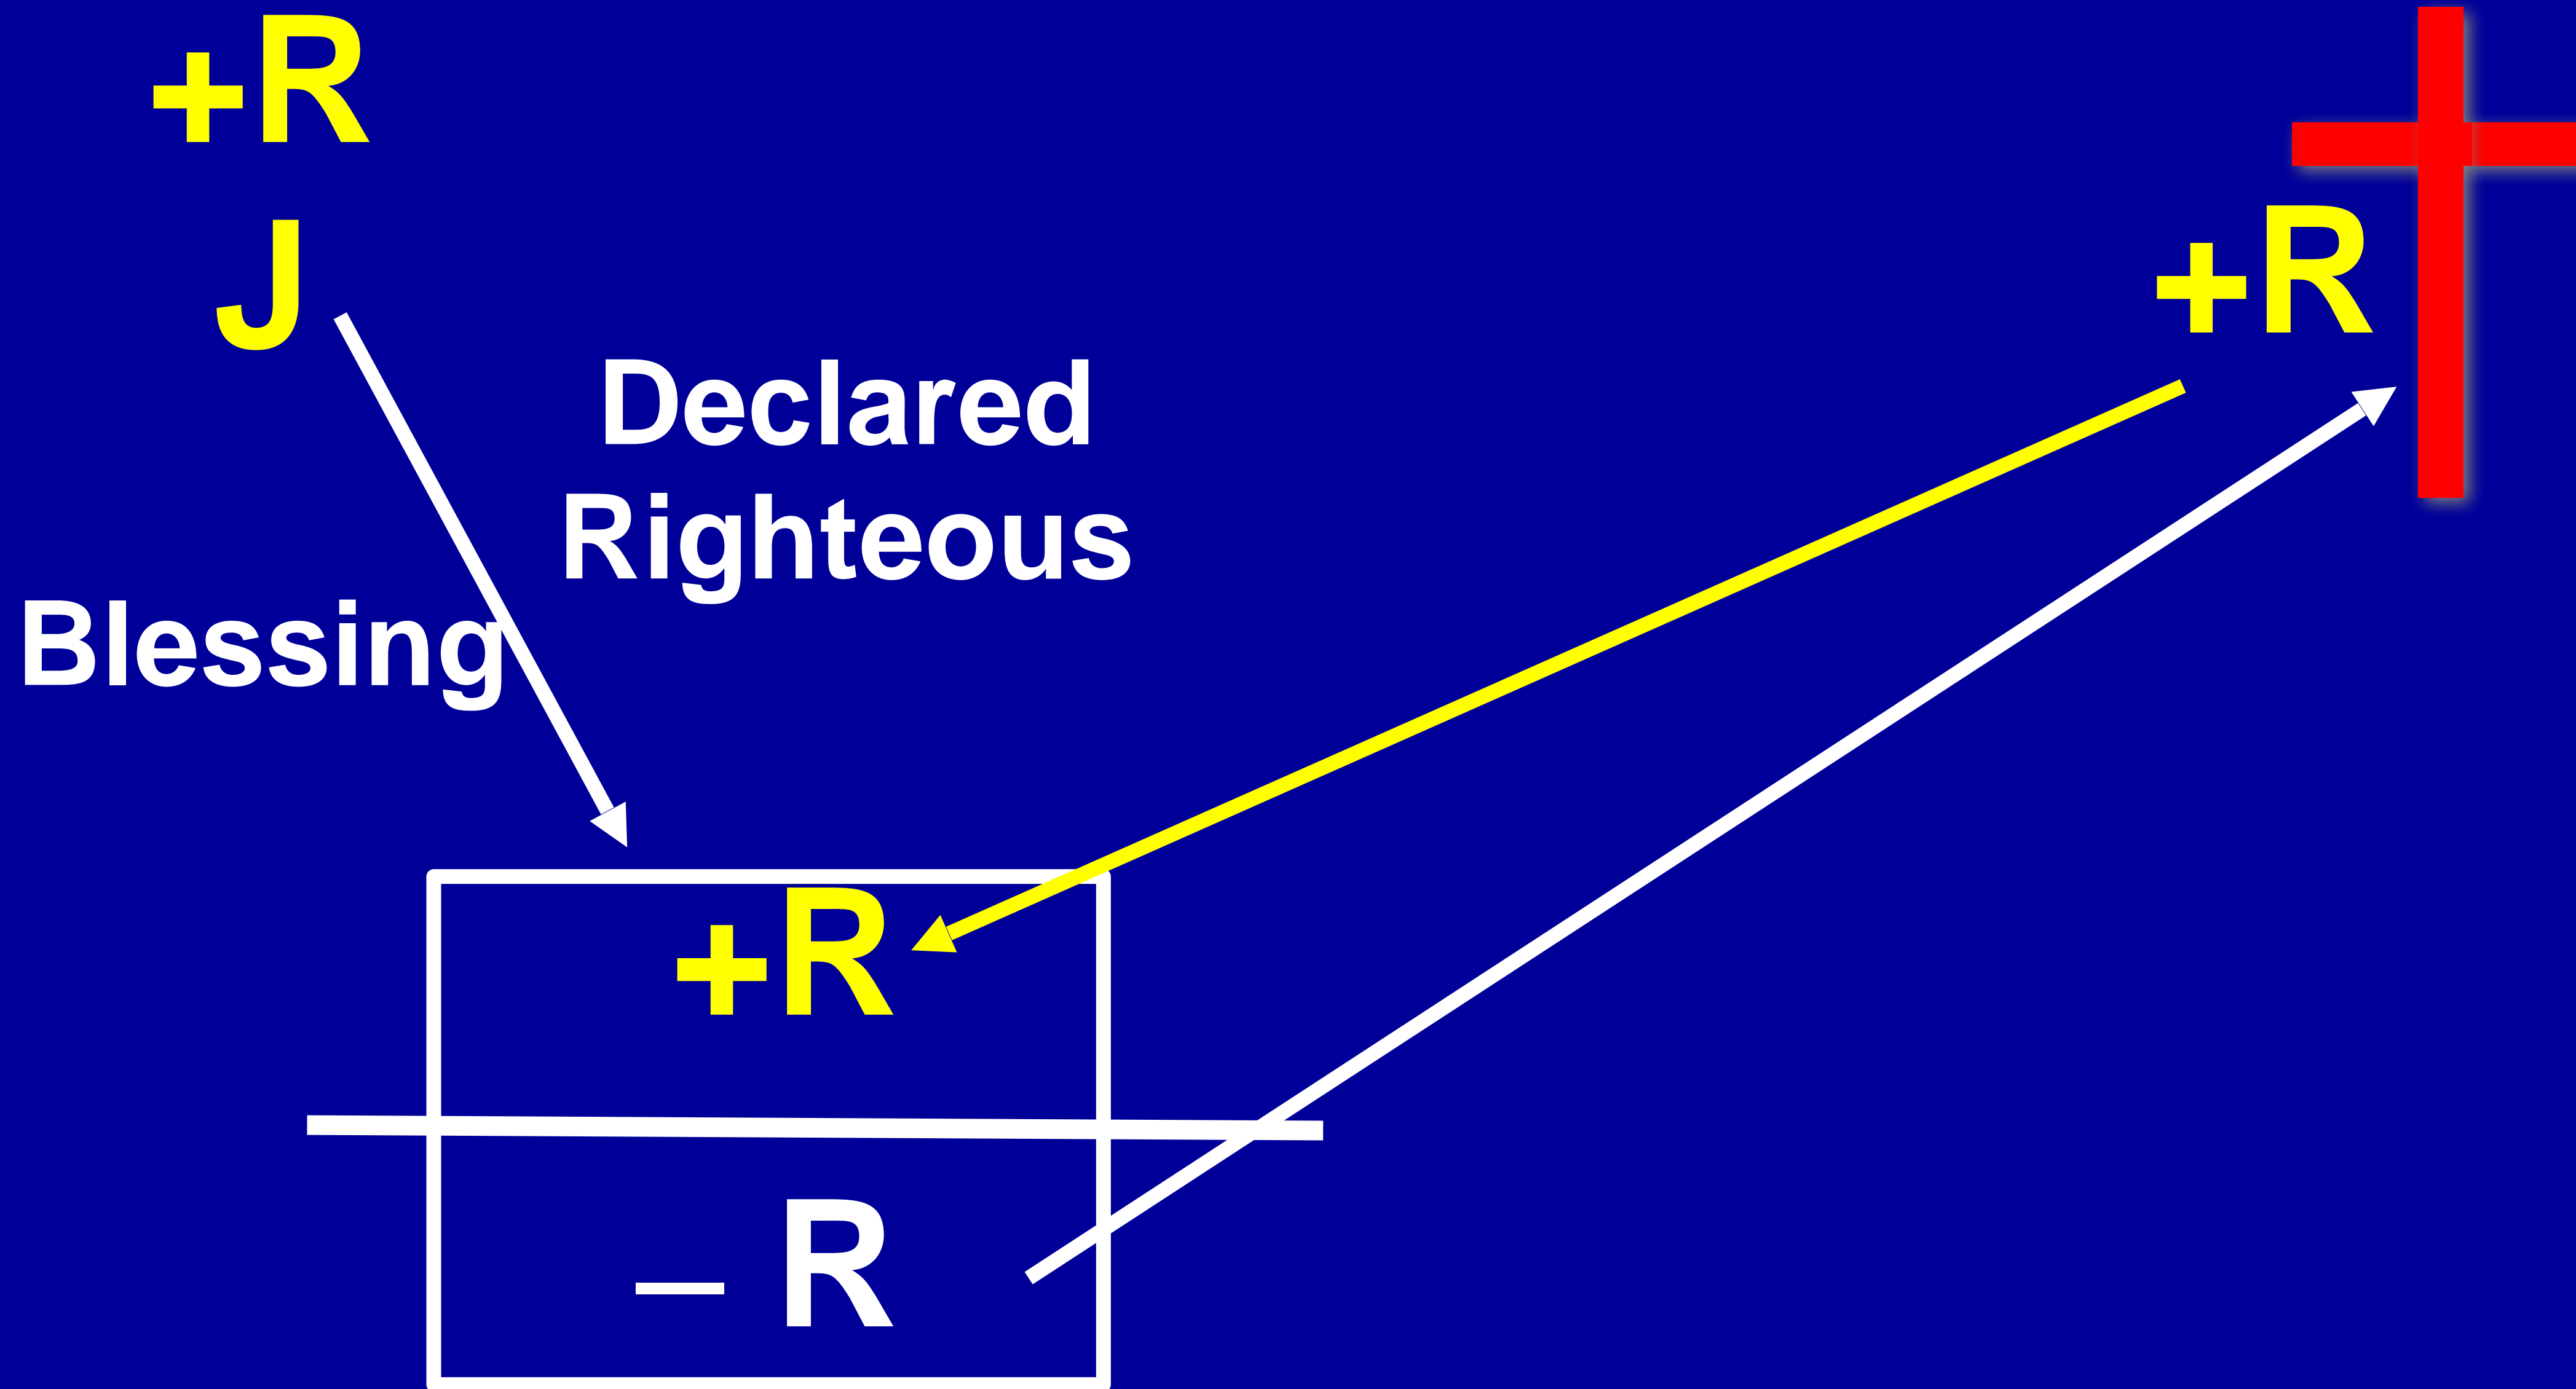 +R
J
+R
Declared
Righteous
Blessing
+R
– R